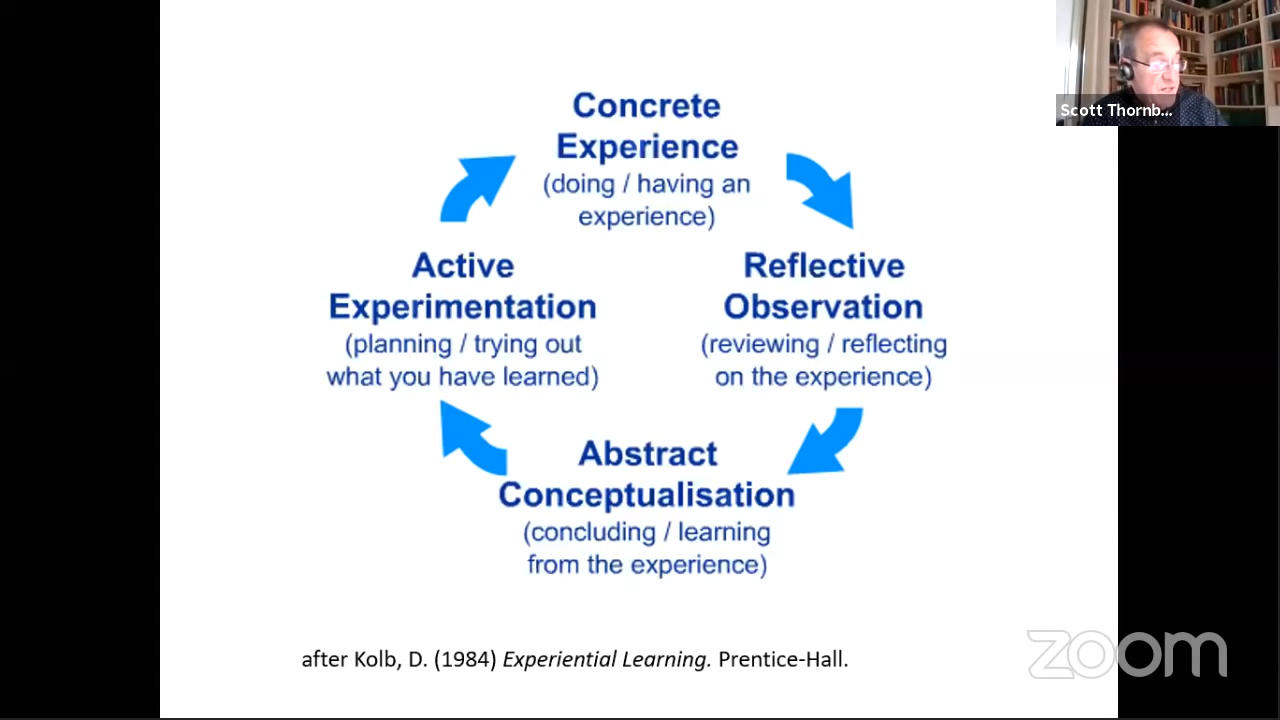 Concrete
Experience
(doing / having an
experience)
Scott Thornb...
Active
Experimentation
(planning / trying out
what you have learned)
Reflective
Observation
(reviewing / reflecting
on the experience)
Abstract
Conceptualisation
(concluding / learning
from the experience)
after Kolb, D. (1984) Experiential Learning. Prentice-Hall.
zoom